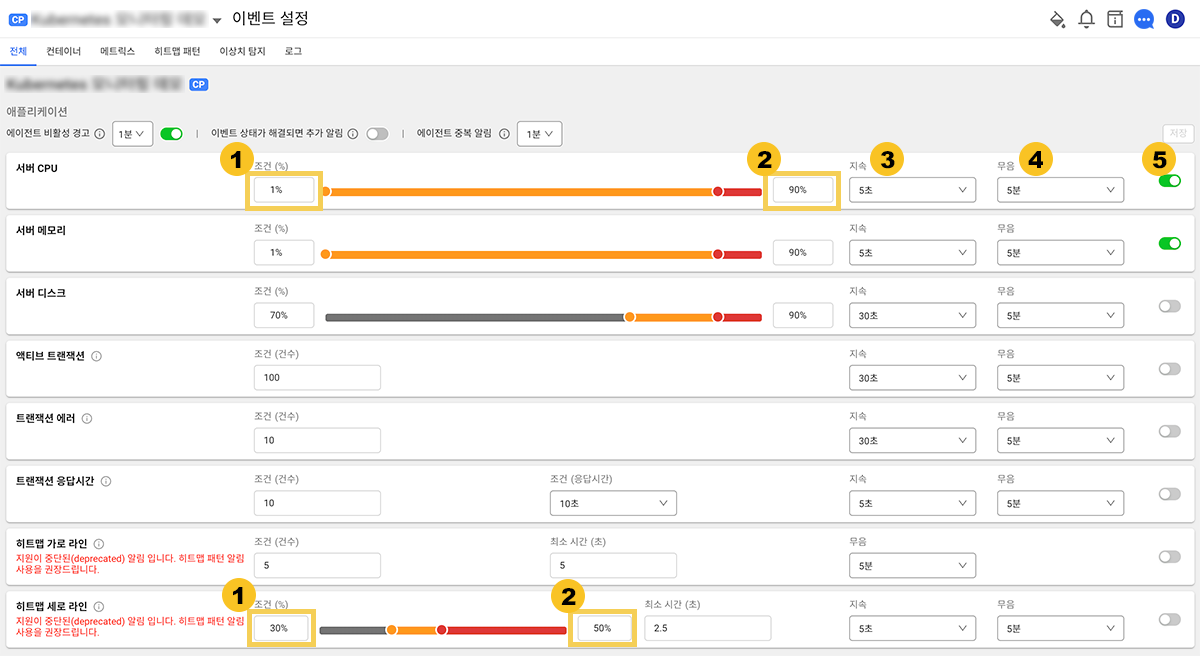 CP 이벤트 설정 D
전체 컨테이너 메트릭스 히트맵 패턴 이상치 탐지 로그
CP
애플리케이션
에이전트 비활성 경고 1분 | 이벤트 상태가 해결되면 추가 알림 | 에이전트 중복 알림 1분 저장
1 2 3 4 5
서버 CPU 조건 (%) 지속 무음
1% 90% 5초 5분
서버 메모리 조건 (%) 지속 무음
1% 90% 5초 5분
서버 디스크 조건 (%) 지속 무음
70% 90% 30초 5분
액티브 트랜잭션 조건 (건수) 지속 무음
100 30초 5분
트랜잭션 에러 조건 (건수) 지속 무음
10 30초 5분
트랜잭션 응답시간 조건 (건수) 조건 (응답시간) 지속 무음
10 10초 5초 5분
히트맵 가로 라인 조건 (건수) 최소 시간 (초) 무음
지원이 중단된(deprecated) 알림 입니다. 히트맵 패턴 알림
사용을 권장드립니다.
5 5 5분
1 2
히트맵 세로 라인 조건 (%) 최소 시간 (초) 지속 무음
지원이 중단된(deprecated) 알림 입니다. 히트맵 패턴 알림
사용을 권장드립니다.
30% 50% 2.5 5초 5분